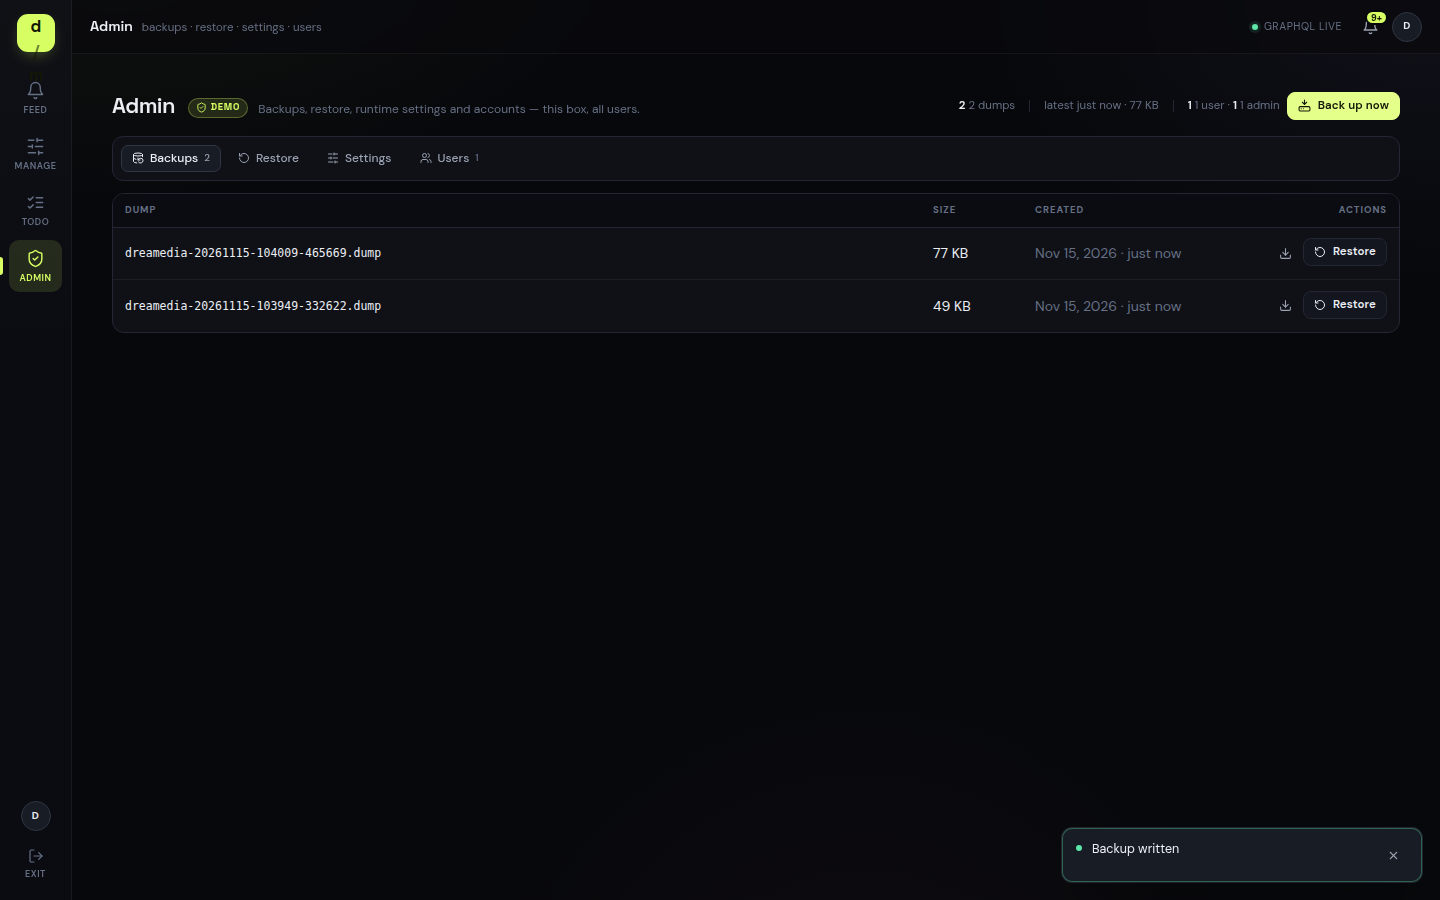 d
/
FEED
MANAGE
TODO
ADMIN
D
EXIT
Admin backups · restore · settings · users
GRAPHQL LIVE
9+
D
Admin
DEMO
Backups, restore, runtime settings and accounts — this box, all users.
2 2 dumps
latest just now · 77 KB
1 1 user · 1 1 admin
Back up now
Backups 2
Restore
Settings
Users 1
DUMP SIZE CREATED ACTIONS
dreamedia-20261115-104009-465669.dump 77 KB Nov 15, 2026 · just now Restore
dreamedia-20261115-103949-332622.dump 49 KB Nov 15, 2026 · just now Restore
Backup written